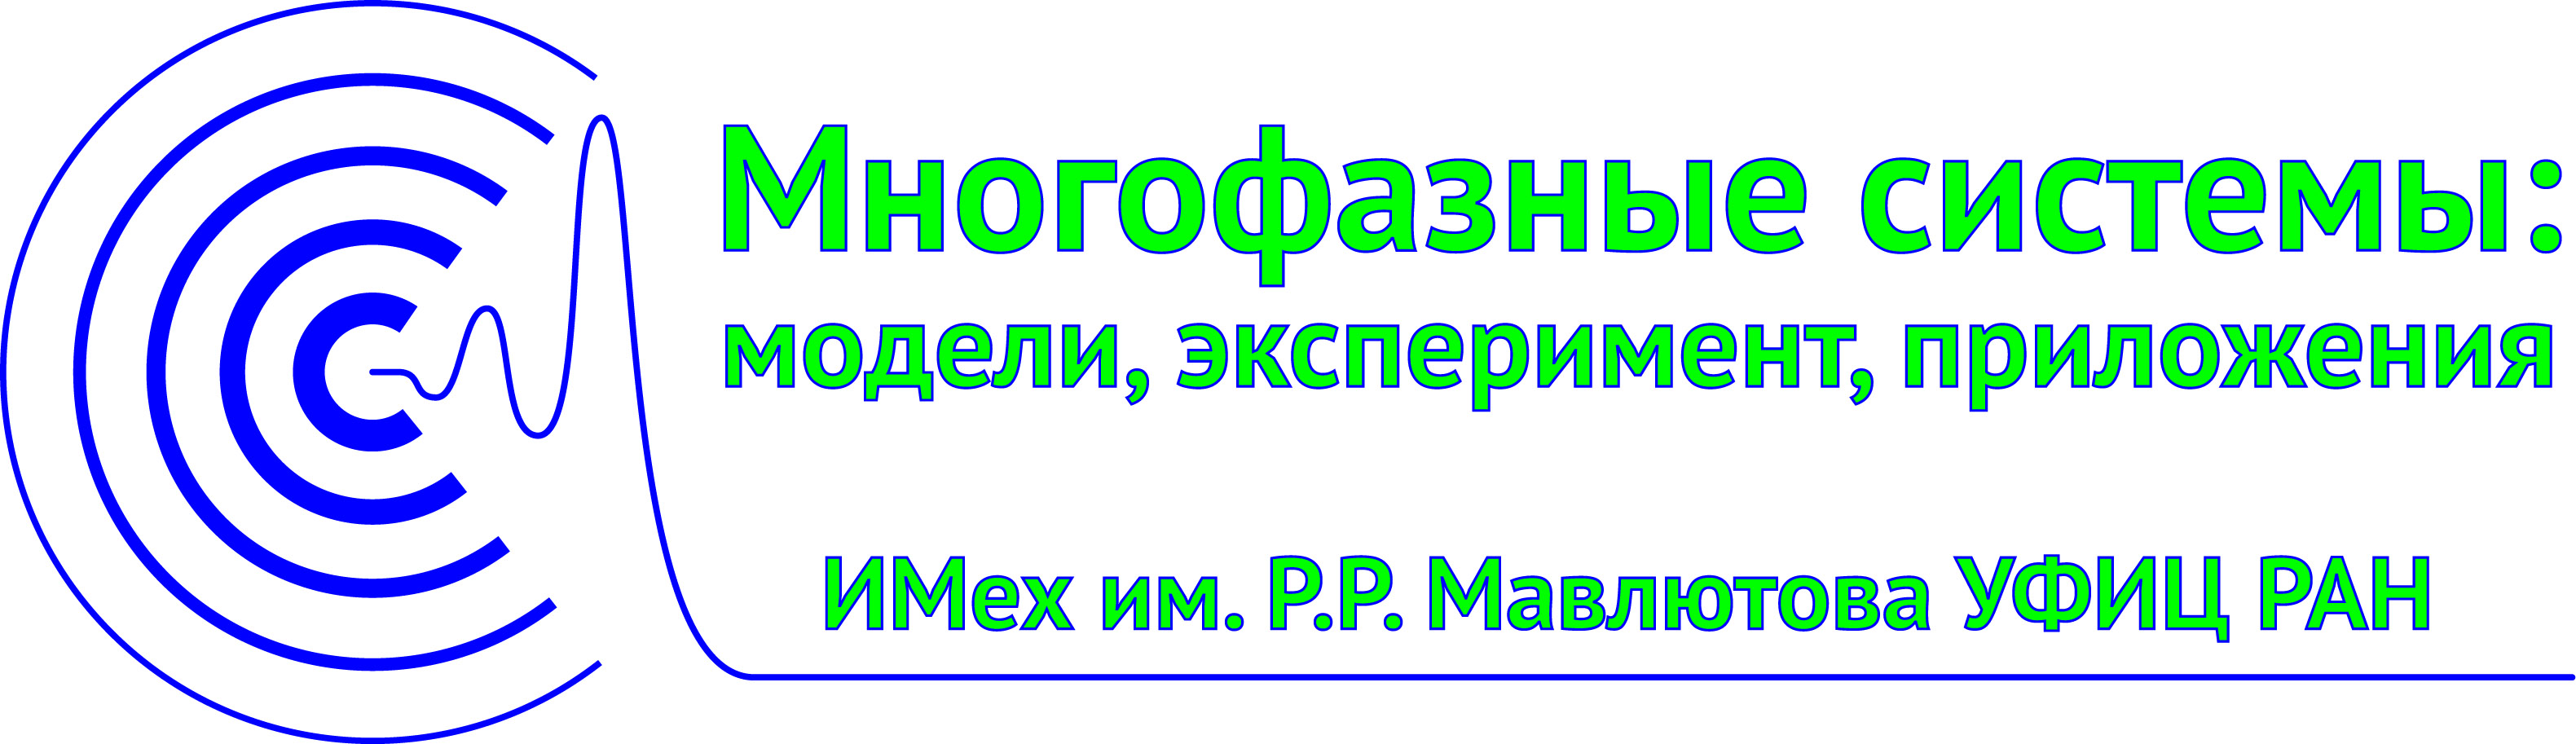 Многофазные системы:
модели, эксперимент, приложения
ИМех им. Р.Р. Мавлютова УФИЦ РАН